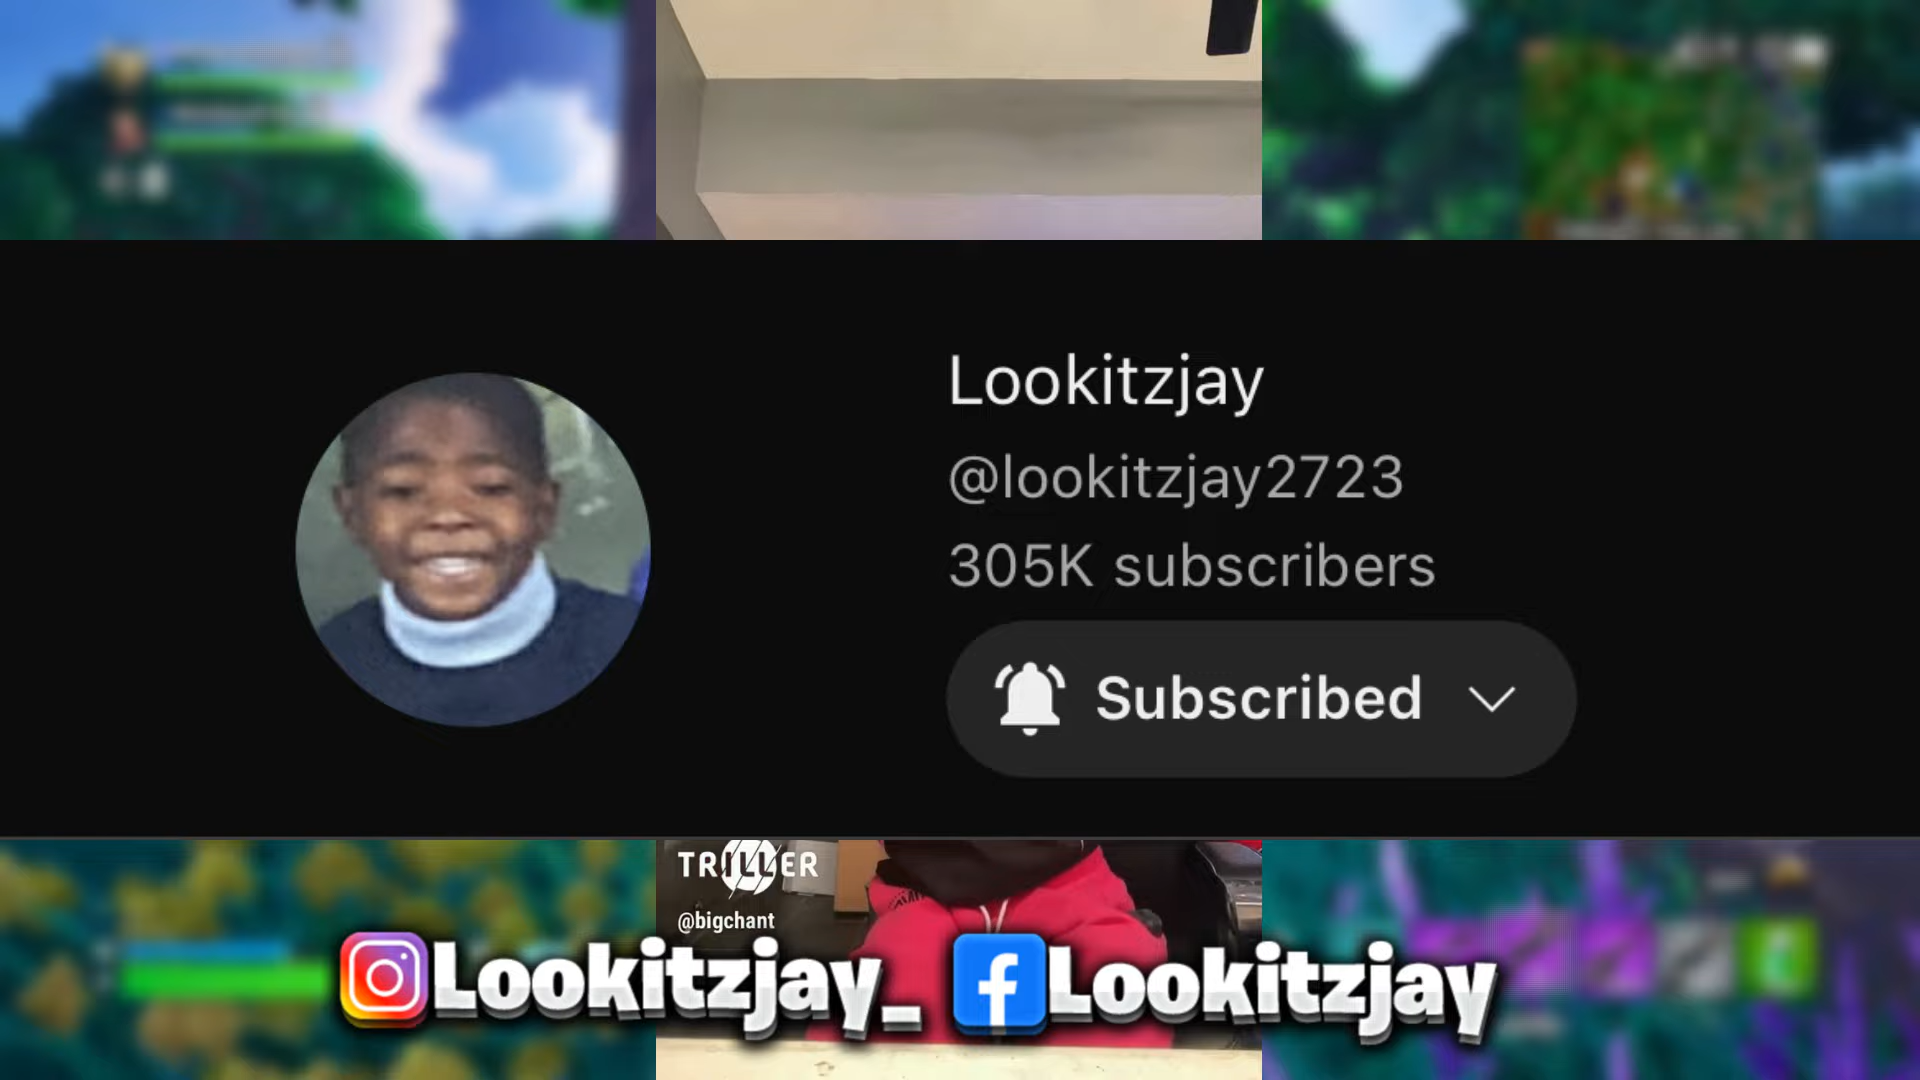 Lookitzjay
@lookitzjay2723
305K subscribers
Subscribed
TRILLER
@bigchant
Lookitzjay_ Lookitzjay